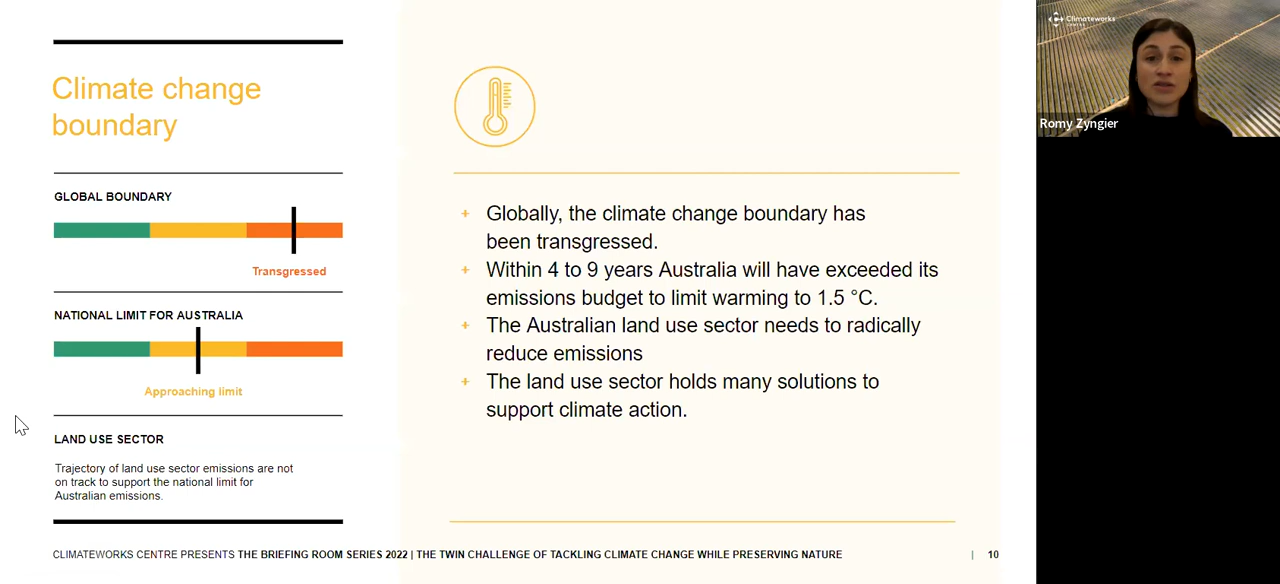 Climate change
boundary
GLOBAL BOUNDARY
Transgressed
NATIONAL LIMIT FOR AUSTRALIA
Approaching limit
LAND USE SECTOR
Trajectory of land use sector emissions are not
on track to support the national limit for
Australian emissions.
+ Globally, the climate change boundary has
been transgressed.
+ Within 4 to 9 years Australia will have exceeded its
emissions budget to limit warming to 1.5 °C.
+ The Australian land use sector needs to radically
reduce emissions
+ The land use sector holds many solutions to
support climate action.
CLIMATEWORKS CENTRE PRESENTS THE BRIEFING ROOM SERIES 2022 | THE TWIN CHALLENGE OF TACKLING CLIMATE CHANGE WHILE PRESERVING NATURE
| 10
Climateworks
CENTRE
Romy Zyngier